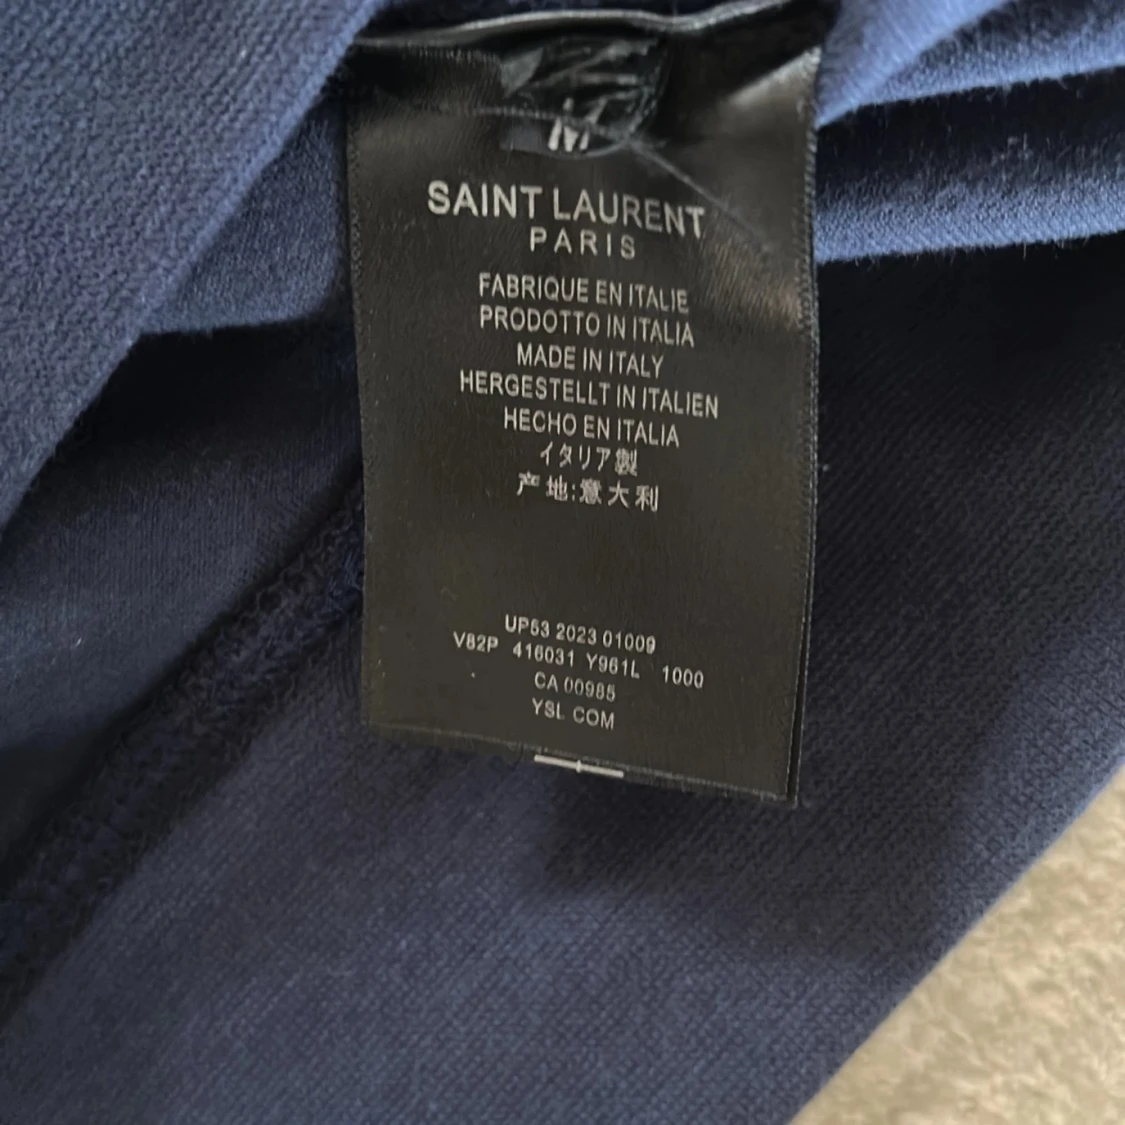 M
SAINT LAURENT
PARIS
FABRIQUE EN ITALIE
PRODOTTO IN ITALIA
MADE IN ITALY
HERGESTELLT IN ITALIEN
HECHO EN ITALIA
イタリア製
产地:意大利
UP53 2023 01009
V82P 416031 Y961L 1000
CA 00985
YSL COM